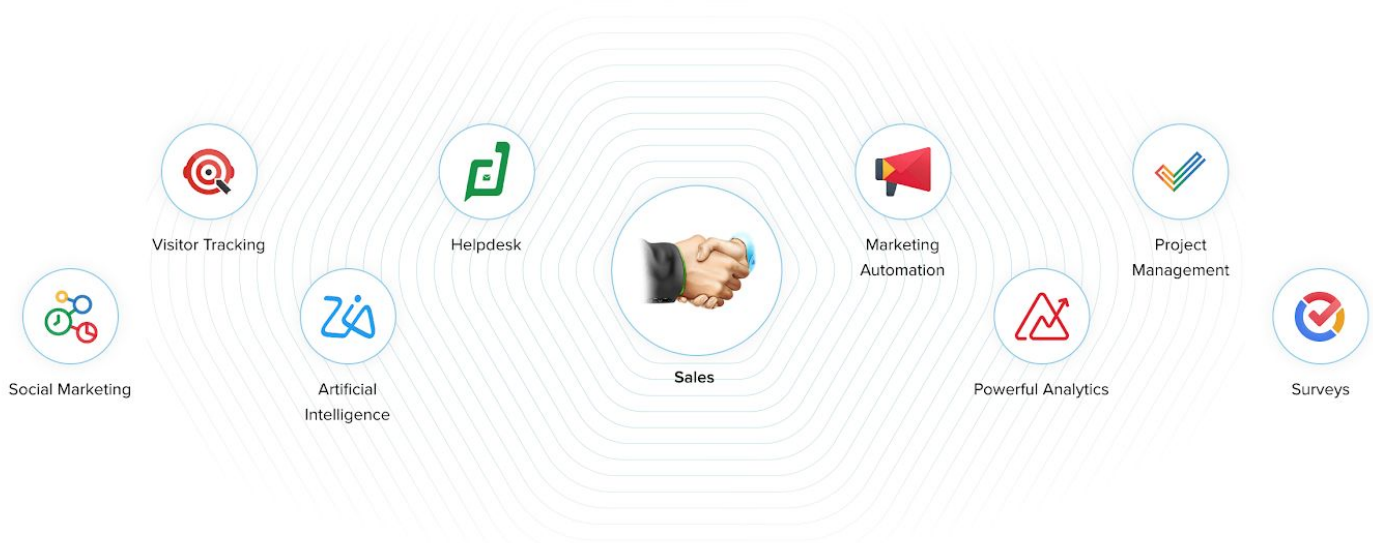 Visitor Tracking
Helpdesk
Marketing
Automation
Project
Management
Social Marketing
Artificial
Intelligence
Sales
Powerful Analytics
Surveys